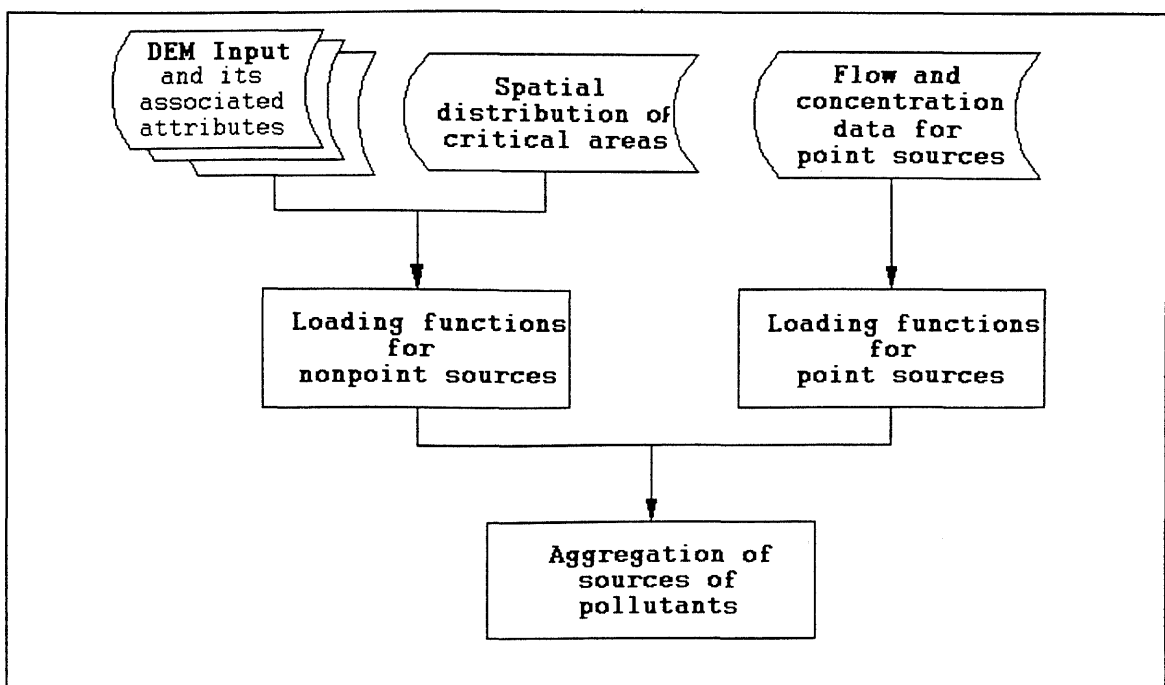 DEM Input
and its
associated
attributes
Spatial
distribution of
critical areas
Flow and
concentration
data for
point sources
Loading functions
for
nonpoint sources
Loading functions
for
point sources
Aggregation of
sources of
pollutants